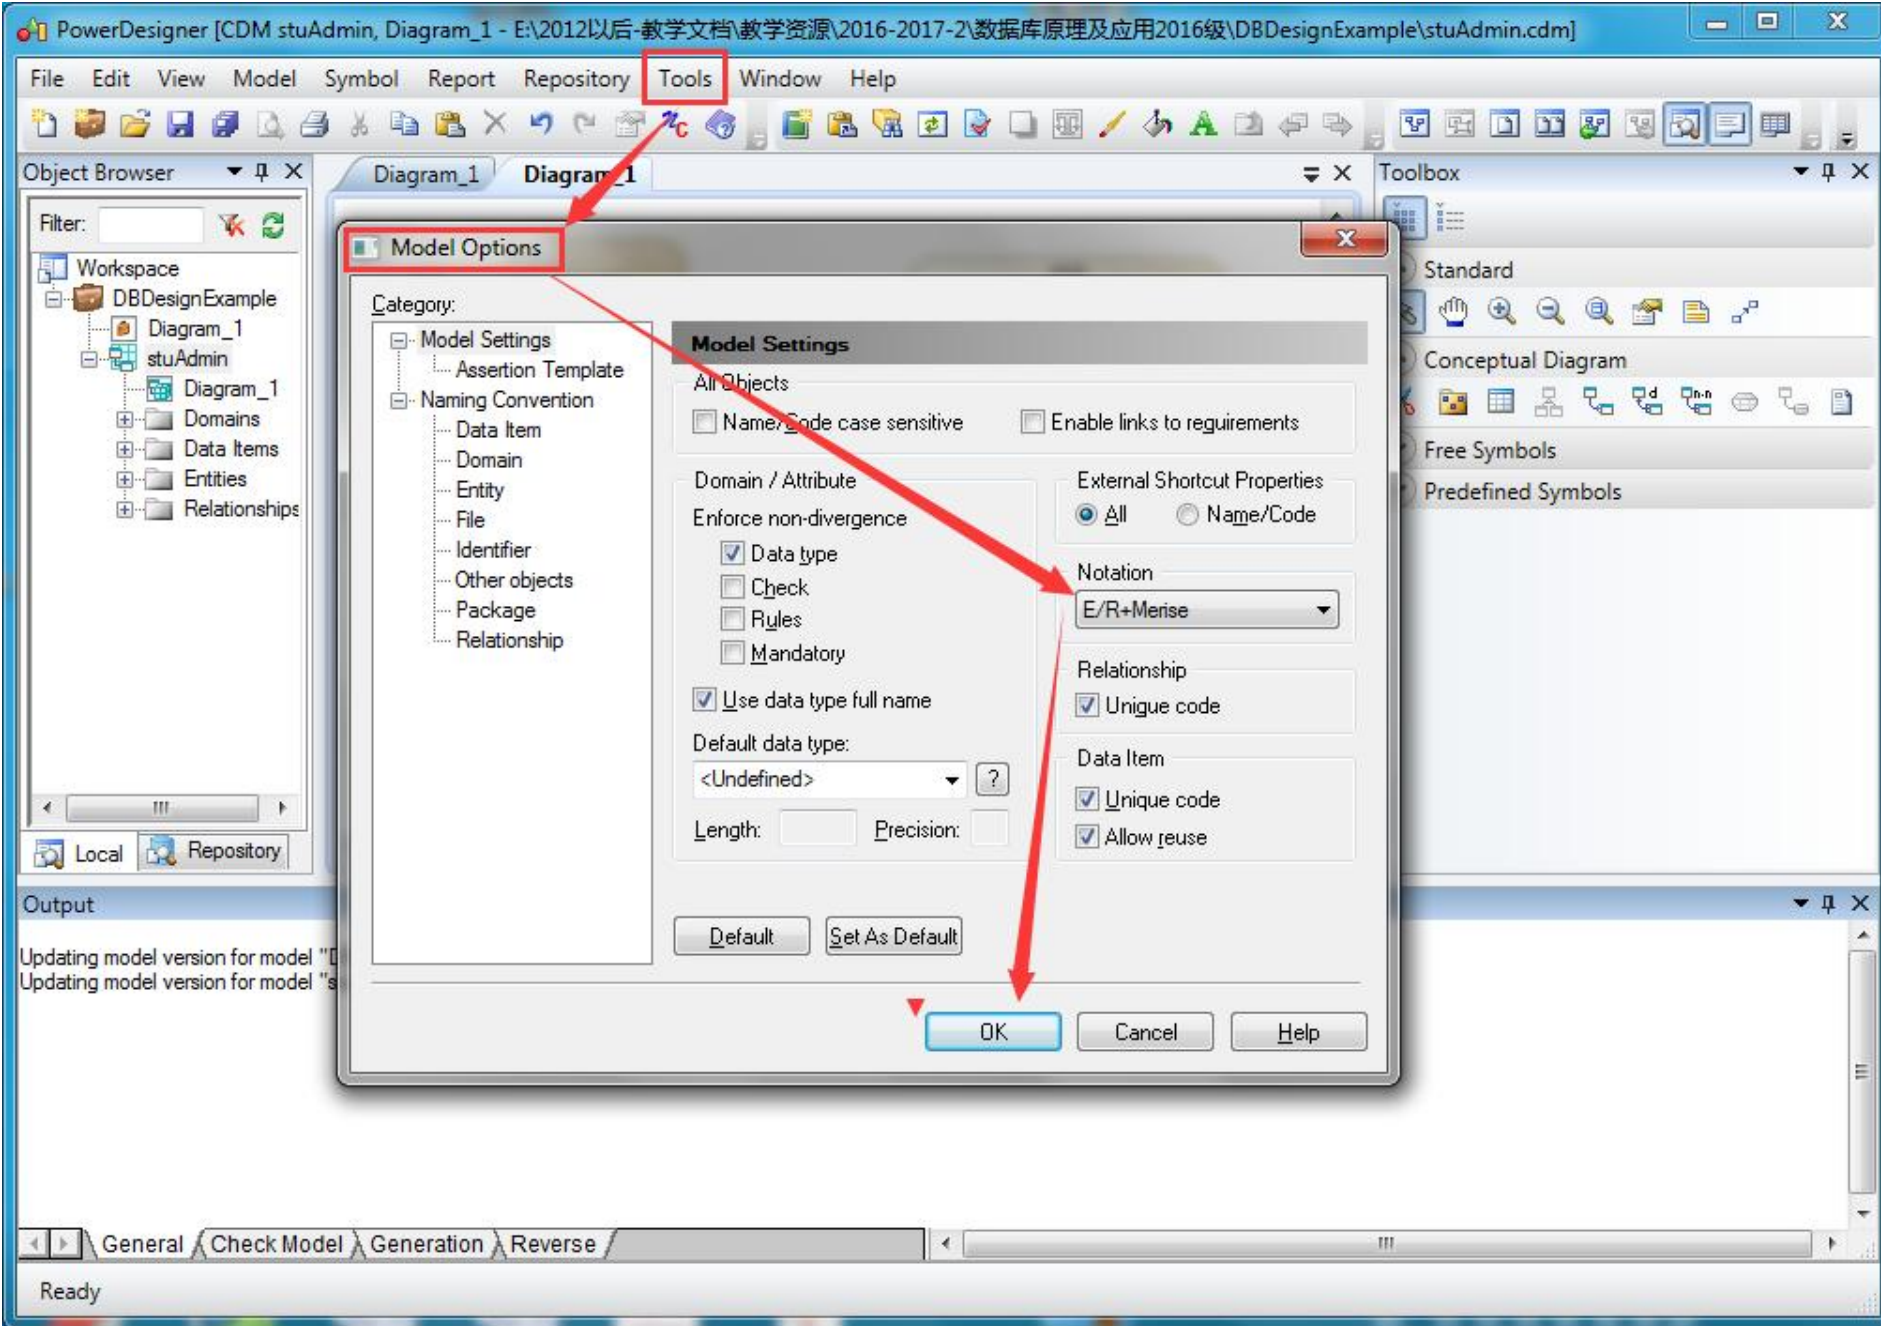 PowerDesigner [CDM stuAdmin, Diagram_1 - E:\2012以后-教学文档\教学资源\2016-2017-2\数据库原理及应用2016级\DBDesignExample\stuAdmin.cdm]
File Edit View Model Symbol Report Repository Tools Window Help
Object Browser
Diagram_1
Diagram_1
Toolbox
Filter:
Workspace
DBDesignExample
Diagram_1
stuAdmin
Diagram_1
Domains
Data Items
Entities
Relationships
Local
Repository
Model Options
Category:
Model Settings
Assertion Template
Naming Convention
Data Item
Domain
Entity
File
Identifier
Other objects
Package
Relationship
Model Settings
All Objects
Name/Code case sensitive
Enable links to requirements
Domain / Attribute
Enforce non-divergence
Data type
Check
Rules
Mandatory
Use data type full name
Default data type:
<Undefined>
?
Length:
Precision:
External Shortcut Properties
All
Name/Code
Notation
E/R+Merise
Relationship
Unique code
Data Item
Unique code
Allow reuse
Default
Set As Default
OK
Cancel
Help
Standard
Conceptual Diagram
Free Symbols
Predefined Symbols
Output
Updating model version for model "
Updating model version for model "s
General
Check Model
Generation
Reverse
Ready